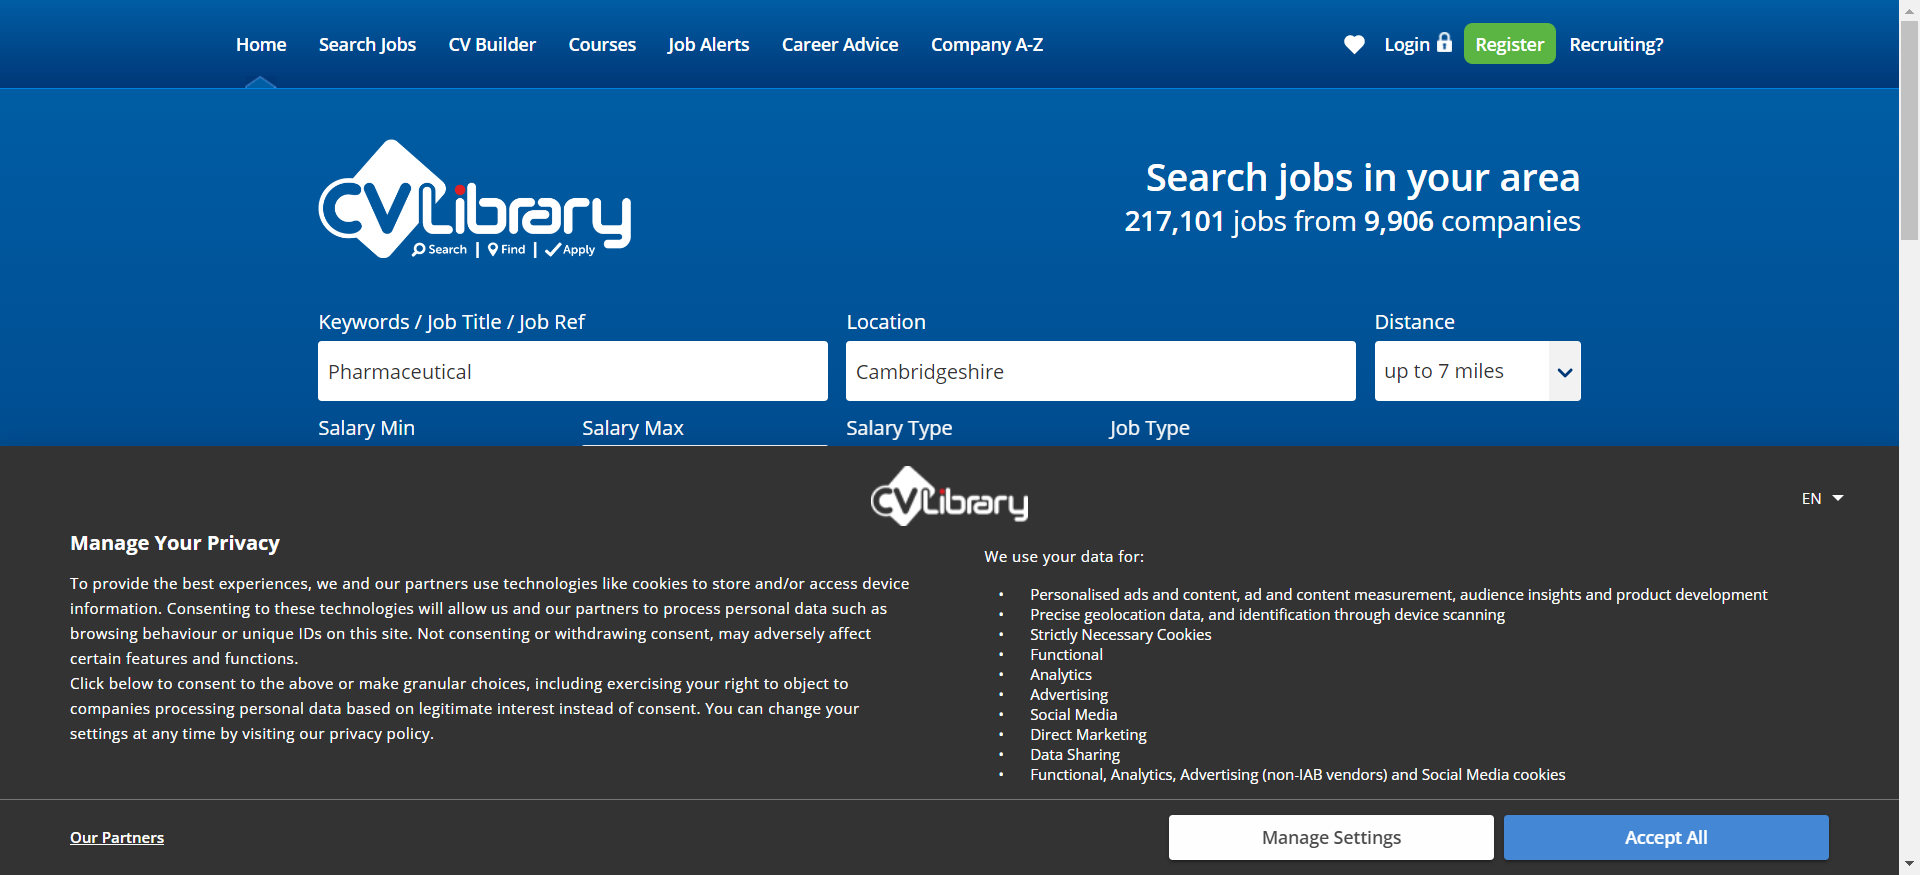 Home Search Jobs CV Builder Courses Job Alerts Career Advice Company A-Z Login Register Recruiting?
CVLibrary
Search | Find | Apply
Search jobs in your area
217,101 jobs from 9,906 companies
Keywords / Job Title / Job Ref Location Distance
Pharmaceutical Cambridgeshire up to 7 miles
Salary Min Salary Max Salary Type Job Type
CVLibrary
EN
Manage Your Privacy
To provide the best experiences, we and our partners use technologies like cookies to store and/or access device
information. Consenting to these technologies will allow us and our partners to process personal data such as
browsing behaviour or unique IDs on this site. Not consenting or withdrawing consent, may adversely affect
certain features and functions.
Click below to consent to the above or make granular choices, including exercising your right to object to
companies processing personal data based on legitimate interest instead of consent. You can change your
settings at any time by visiting our privacy policy.
We use your data for:
• Personalised ads and content, ad and content measurement, audience insights and product development
• Precise geolocation data, and identification through device scanning
• Strictly Necessary Cookies
• Functional
• Analytics
• Advertising
• Social Media
• Direct Marketing
• Data Sharing
• Functional, Analytics, Advertising (non-IAB vendors) and Social Media cookies
Our Partners Manage Settings Accept All